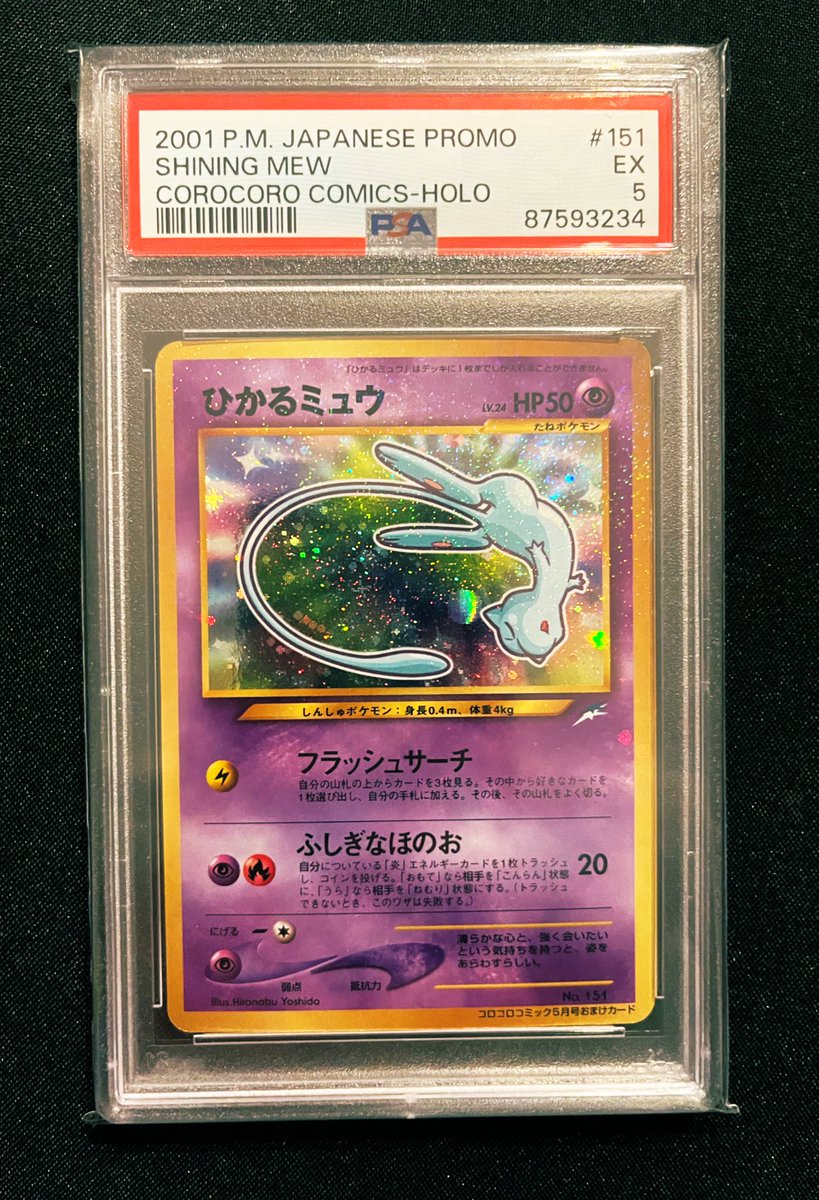 2001 P.M. JAPANESE PROMO #151
SHINING MEW EX
COROCORO COMICS-HOLO 5
PSA 87593234
「ひかるミュウ」はデッキに1枚までしか入れることができません。
ひかるミュウ LV.24 HP50
たねポケモン
しんしゅポケモン:身長0.4m、体重4kg
フラッシュサーチ
自分の山札の上からカードを3枚見る。その中から好きなカードを
1枚選び出し、自分の手札に加える。その後、その山札をよく切る。
ふしぎなほのお
自分についている「炎」エネルギーカードを1枚トラッシュ
し、コインを投げる。「おもて」なら相手を「こんらん」状態
に、「うら」なら相手を「ねむり」状態にする。(トラッシュ
できないとき、このワザは失敗する。)
20
にげる
弱点 抵抗力
清らかな心と、強く会いたい
という気持ちを持つと、姿を
あらわすらしい。
Illus.Hironobu Yoshida No. 151
コロコロコミック5月号おまけカード